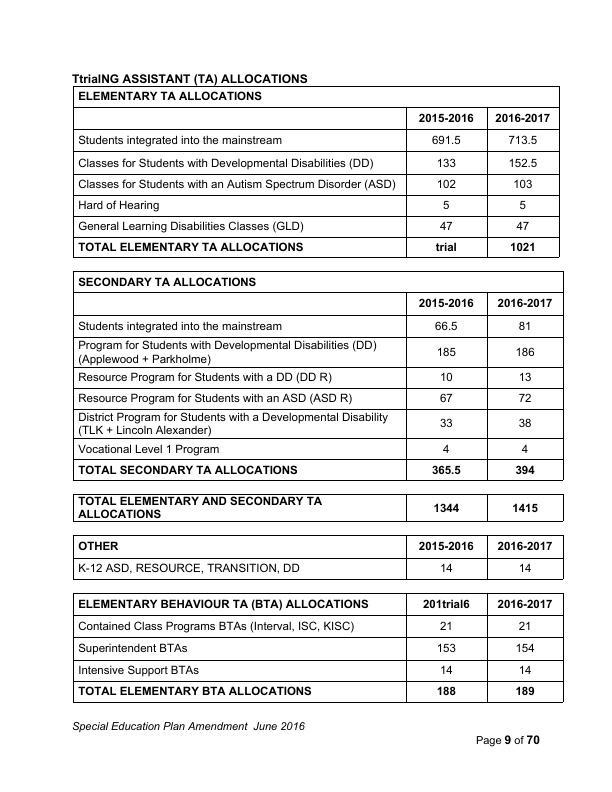 TtrialNG ASSISTANT (TA) ALLOCATIONS
ELEMENTARY TA ALLOCATIONS
2015-2016 2016-2017
Students integrated into the mainstream 691.5 713.5
Classes for Students with Developmental Disabilities (DD) 133 152.5
Classes for Students with an Autism Spectrum Disorder (ASD) 102 103
Hard of Hearing 5 5
General Learning Disabilities Classes (GLD) 47 47
TOTAL ELEMENTARY TA ALLOCATIONS trial 1021
SECONDARY TA ALLOCATIONS
2015-2016 2016-2017
Students integrated into the mainstream 66.5 81
Program for Students with Developmental Disabilities (DD)
(Applewood + Parkholme) 185 186
Resource Program for Students with a DD (DD R) 10 13
Resource Program for Students with an ASD (ASD R) 67 72
District Program for Students with a Developmental Disability
(TLK + Lincoln Alexander) 33 38
Vocational Level 1 Program 4 4
TOTAL SECONDARY TA ALLOCATIONS 365.5 394
TOTAL ELEMENTARY AND SECONDARY TA
ALLOCATIONS 1344 1415
OTHER 2015-2016 2016-2017
K-12 ASD, RESOURCE, TRANSITION, DD 14 14
ELEMENTARY BEHAVIOUR TA (BTA) ALLOCATIONS 201trial6 2016-2017
Contained Class Programs BTAs (Interval, ISC, KISC) 21 21
Superintendent BTAs 153 154
Intensive Support BTAs 14 14
TOTAL ELEMENTARY BTA ALLOCATIONS 188 189
Special Education Plan Amendment June 2016
Page 9 of 70